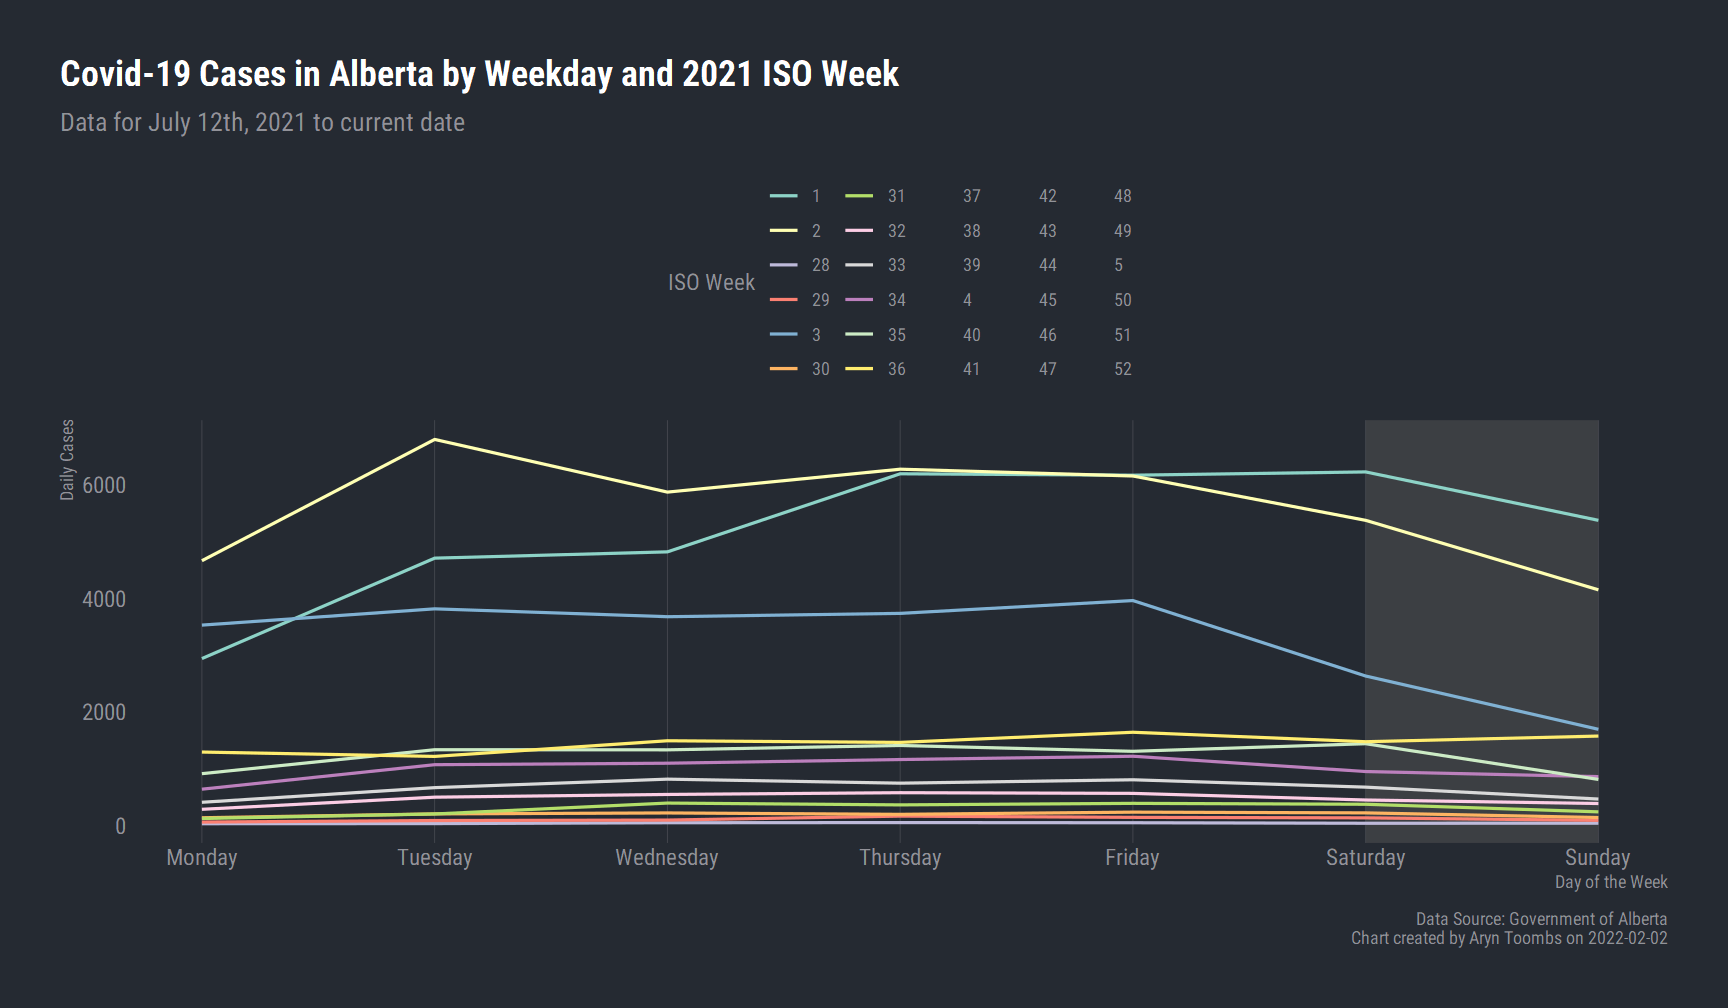 Covid-19 Cases in Alberta by Weekday and 2021 ISO Week
Data for July 12th, 2021 to current date
ISO Week
1 31 37 42 48
2 32 38 43 49
28 33 39 44 5
29 34 4 45 50
3 35 40 46 51
30 36 41 47 52
Daily Cases
6000
4000
2000
0
Monday Tuesday Wednesday Thursday Friday Saturday Sunday
Day of the Week
Data Source: Government of Alberta
Chart created by Aryn Toombs on 2022-02-02